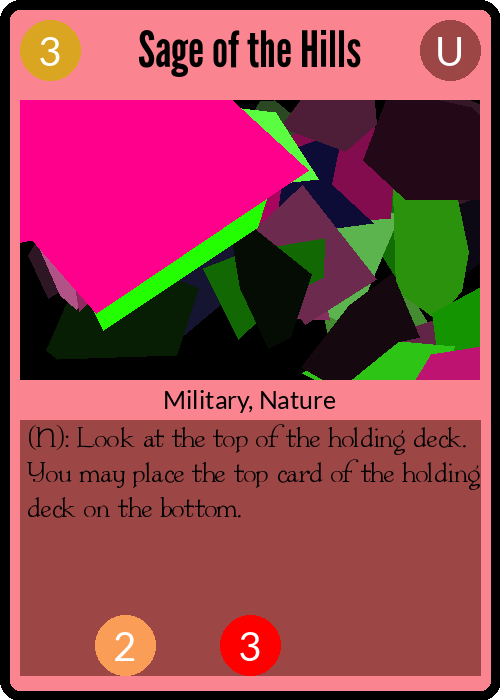 3
Sage of the Hills
U
Military, Nature
(N): Look at the top of the holding deck.
You may place the top card of the holding
deck on the bottom.
2
3